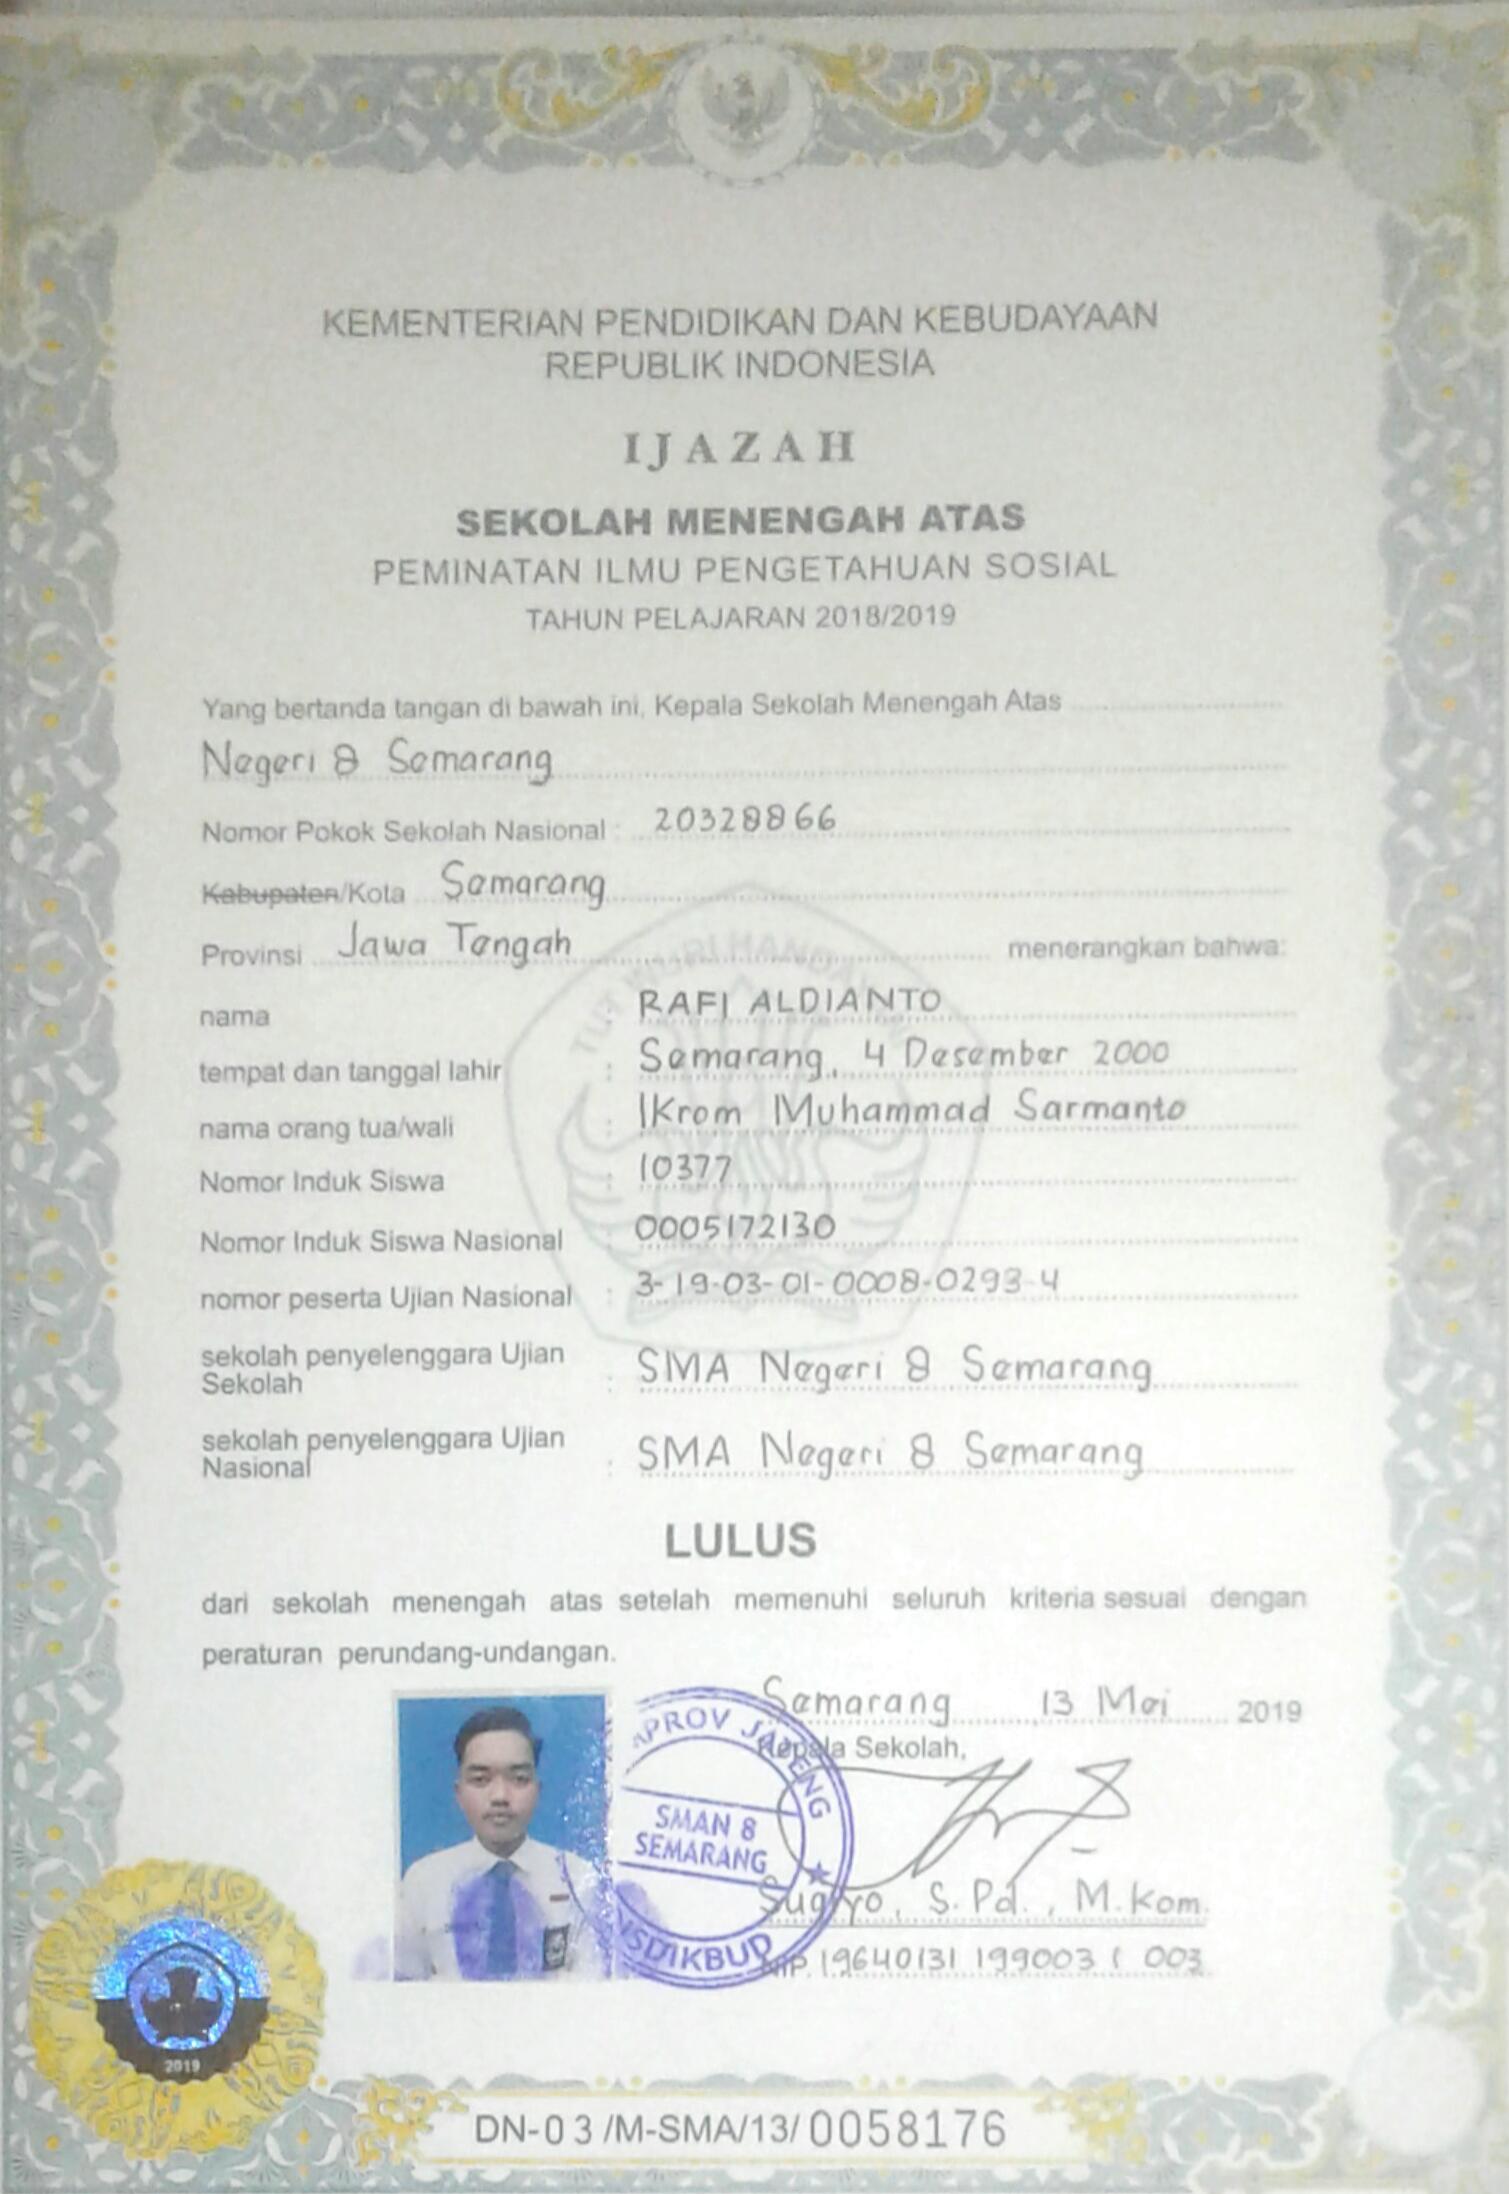 KEMENTERIAN PENDIDIKAN DAN KEBUDAYAAN
REPUBLIK INDONESIA
IJAZAH
SEKOLAH MENENGAH ATAS
PEMINATAN ILMU PENGETAHUAN SOSIAL
TAHUN PELAJARAN 2018/2019
Yang bertanda tangan di bawah ini, Kepala Sekolah Menengah Atas
Negeri 8 Semarang
Nomor Pokok Sekolah Nasional : 20328866
Kabupaten/Kota Semarang
Provinsi Jawa Tengah menerangkan bahwa:
nama : RAFI ALDIANTO
tempat dan tanggal lahir : Semarang, 4 Desember 2000
nama orang tua/wali : Ikrom Muhammad Sarmanto
Nomor Induk Siswa : 10377
Nomor Induk Siswa Nasional : 0005172130
nomor peserta Ujian Nasional : 3-19-03-01-0008-0293-4
sekolah penyelenggara Ujian
Sekolah : SMA Negeri 8 Semarang
sekolah penyelenggara Ujian
Nasional : SMA Negeri 8 Semarang
TUT WURI HANDAYANI
LULUS
dari sekolah menengah atas setelah memenuhi seluruh kriteria sesuai dengan
peraturan perundang-undangan.
Semarang, 13 Mei 2019
Kepala Sekolah,
PROV JATENG
SMAN 8
SEMARANG
DIKBUD
Sugiyo, S.Pd., M.Kom.
NIP 19640131 199003 1 003
2019
DN-03/M-SMA/13/0058176